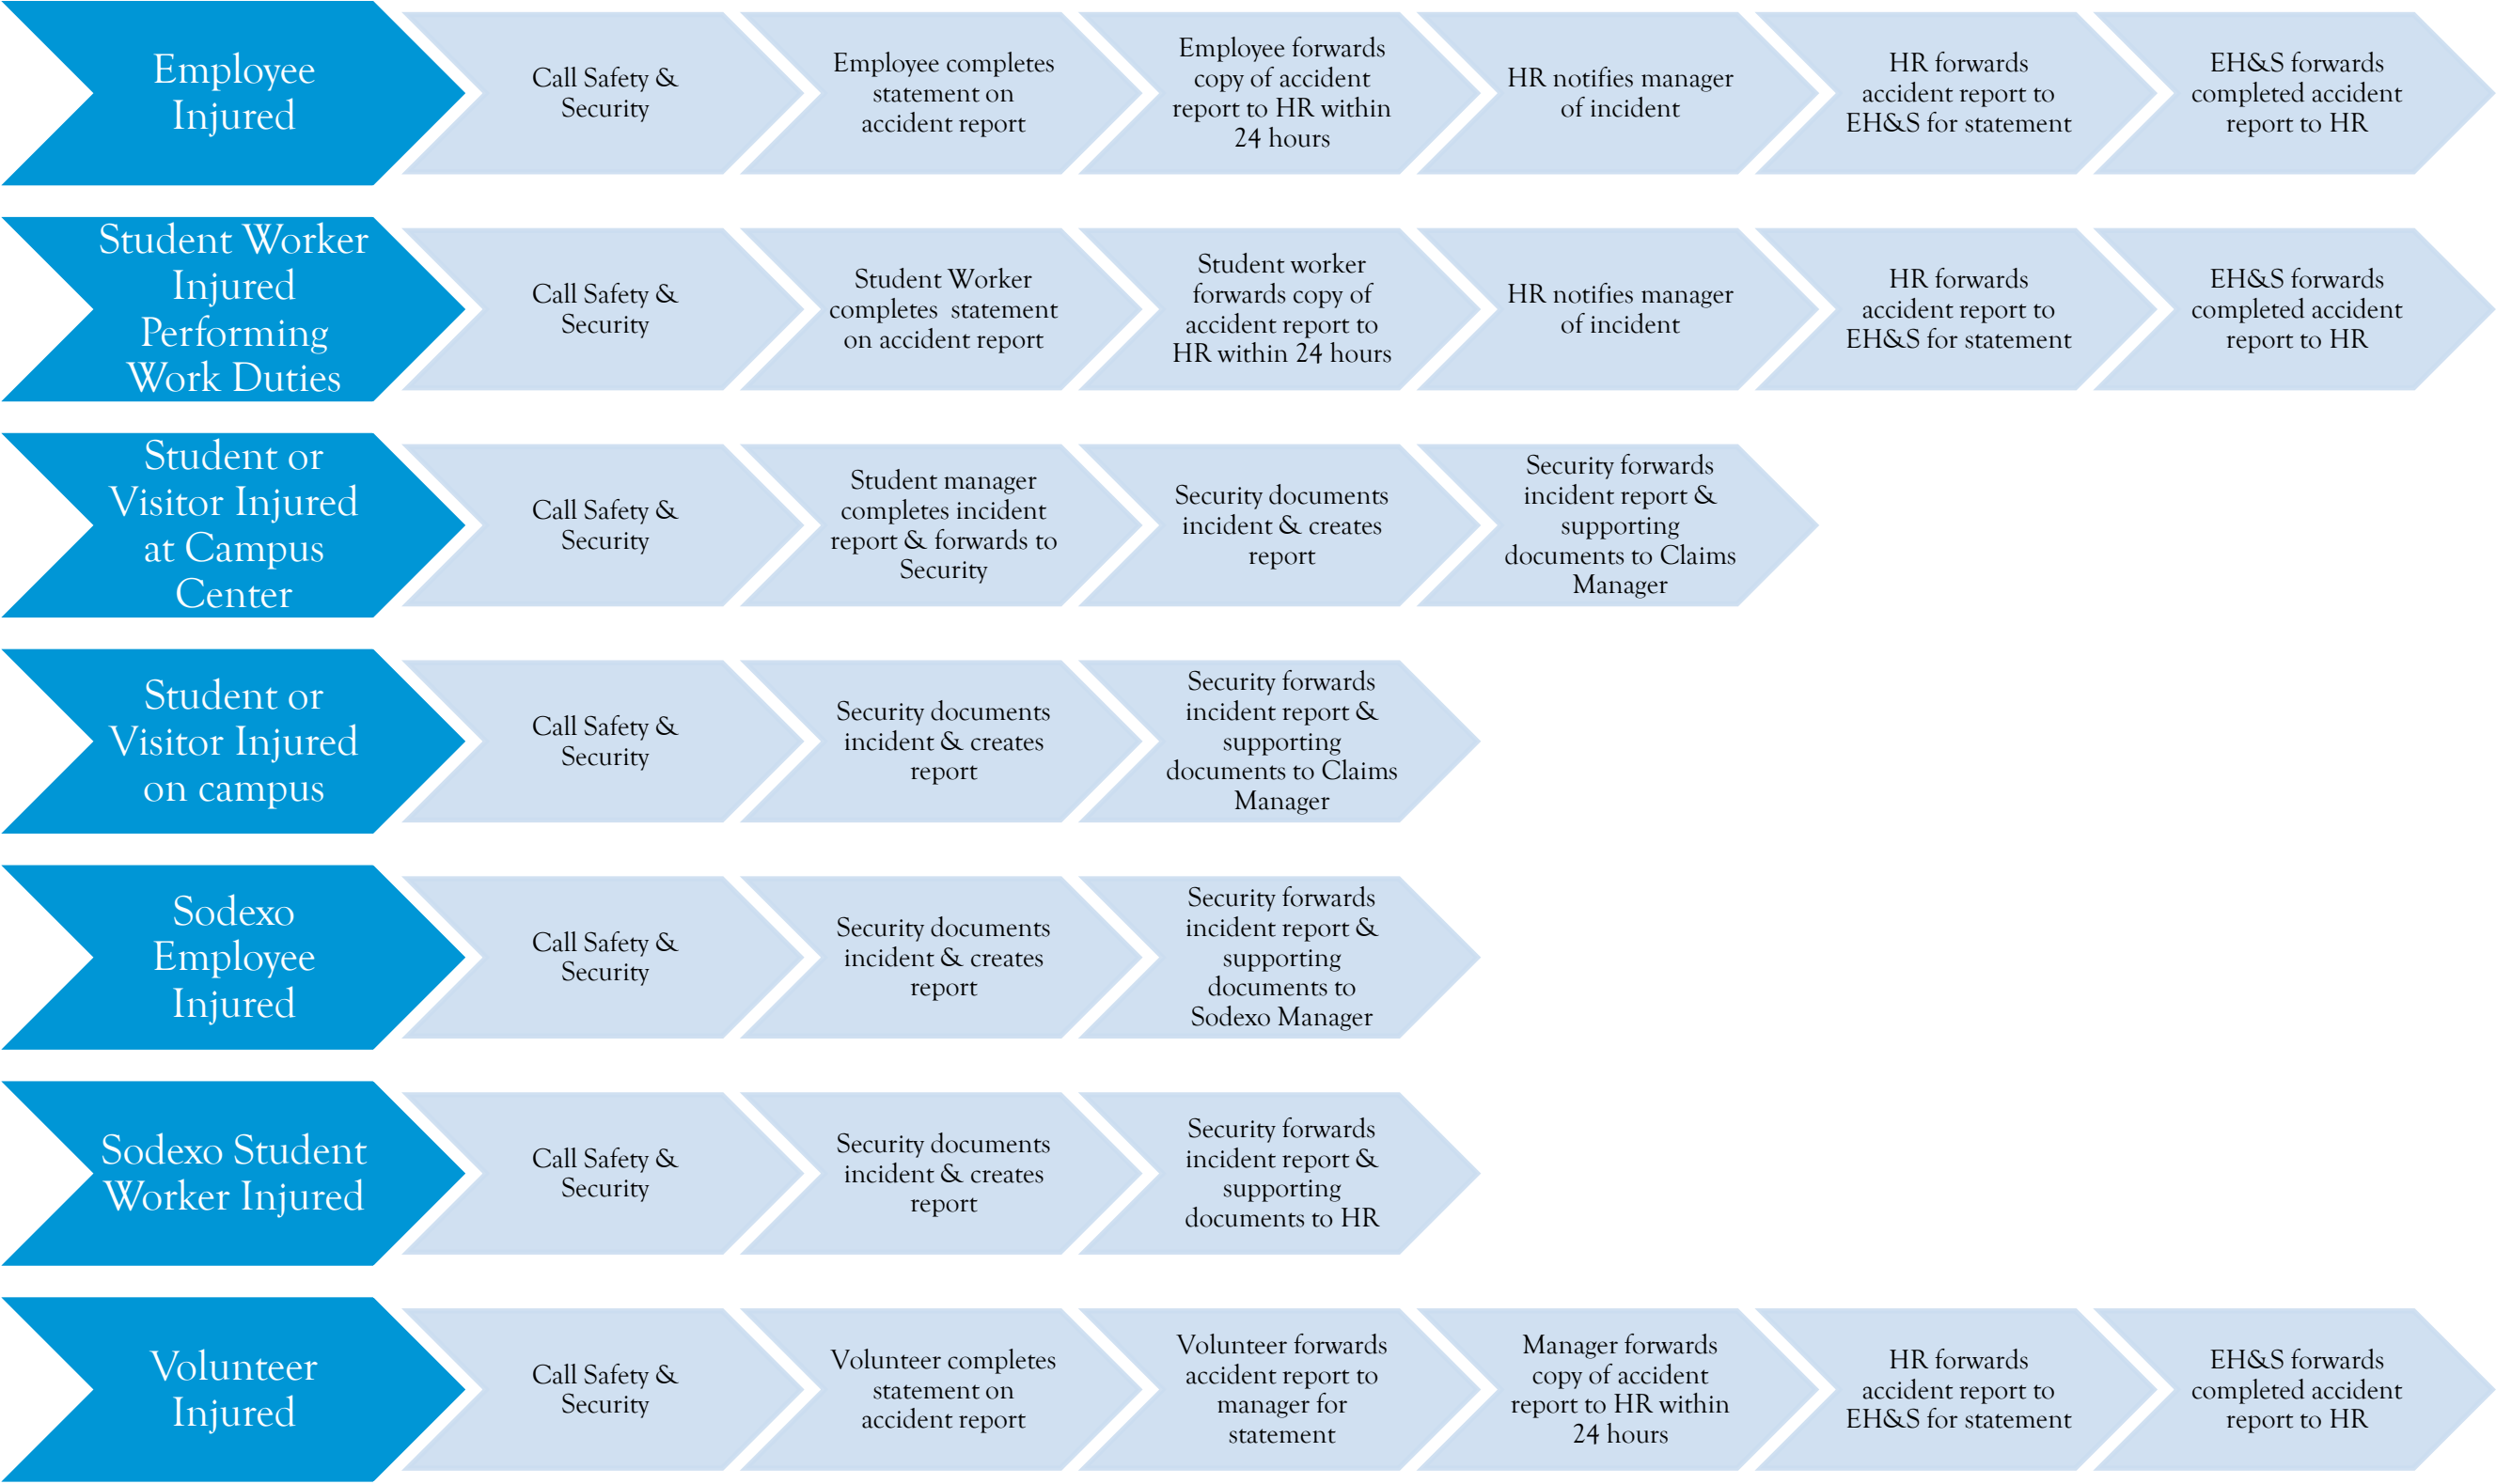 Employee
Injured
Call Safety &
Security
Employee completes
statement on
accident report
Employee forwards
copy of accident
report to HR within
24 hours
HR notifies manager
of incident
HR forwards
accident report to
EH&S for statement
EH&S forwards
completed accident
report to HR
Student Worker
Injured
Performing
Work Duties
Call Safety &
Security
Student Worker
completes  statement
on accident report
Student worker
forwards copy of
accident report to
HR within 24 hours
HR notifies manager
of incident
HR forwards
accident report to
EH&S for statement
EH&S forwards
completed accident
report to HR
Student or
Visitor Injured
at Campus
Center
Call Safety &
Security
Student manager
completes incident
report & forwards to
Security
Security documents
incident & creates
report
Security forwards
incident report &
supporting
documents to Claims
Manager
Student or
Visitor Injured
on campus
Call Safety &
Security
Security documents
incident & creates
report
Security forwards
incident report &
supporting
documents to Claims
Manager
Sodexo
Employee
Injured
Call Safety &
Security
Security documents
incident & creates
report
Security forwards
incident report &
supporting
documents to
Sodexo Manager
Sodexo Student
Worker Injured
Call Safety &
Security
Security documents
incident & creates
report
Security forwards
incident report &
supporting
documents to HR
Volunteer
Injured
Call Safety &
Security
Volunteer completes
statement on
accident report
Volunteer forwards
accident report to
manager for
statement
Manager forwards
copy of accident
report to HR within
24 hours
HR forwards
accident report to
EH&S for statement
EH&S forwards
completed accident
report to HR